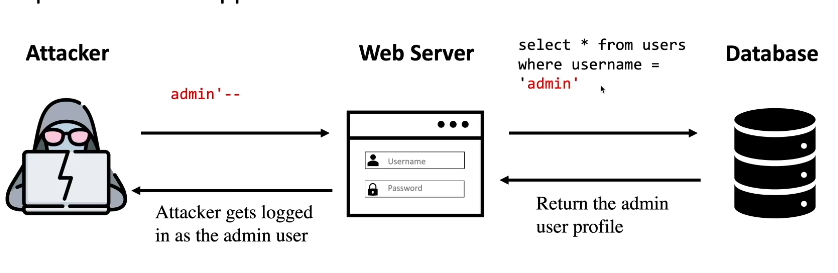 Attacker
Web Server
Database
admin'--
select * from users
where username =
'admin'
Username
Password
Attacker gets logged
in as the admin user
Return the admin
user profile